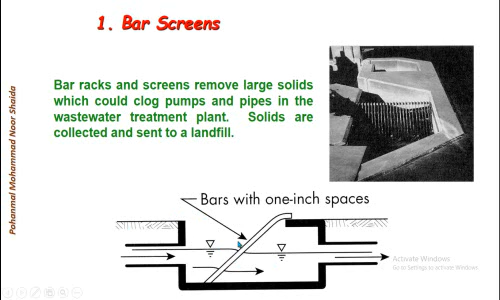 1. Bar Screens
Bar racks and screens remove large solids
which could clog pumps and pipes in the
wastewater treatment plant. Solids are
collected and sent to a landfill.
Pohanmal Mohammad Noor Shaida
Bars with one-inch spaces
Activate Windows
Go to Settings to activate Windows